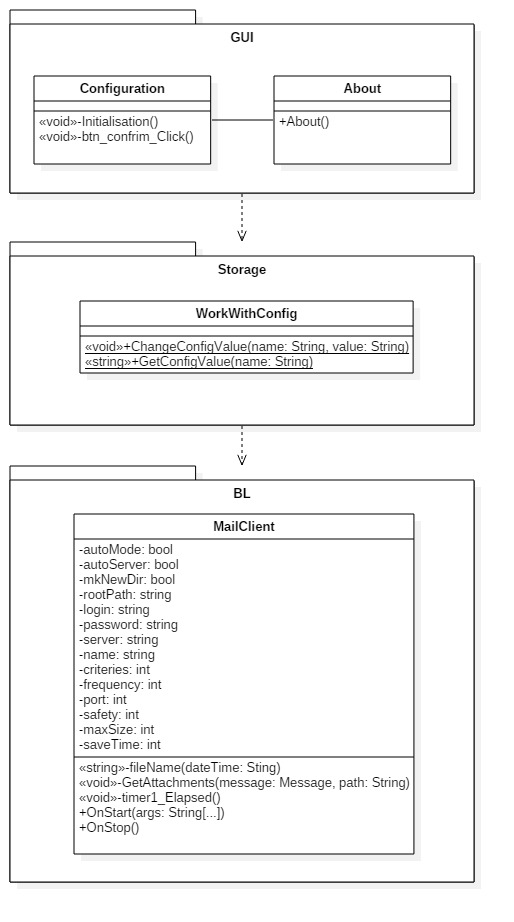 GUI
Configuration
«void»-Initialisation()
«void»-btn_confrim_Click()
About
+About()
Storage
WorkWithConfig
«void»+ChangeConfigValue(name: String, value: String)
«string»+GetConfigValue(name: String)
BL
MailClient
-autoMode: bool
-autoServer: bool
-mkNewDir: bool
-rootPath: string
-login: string
-password: string
-server: string
-name: string
-criteries: int
-frequency: int
-port: int
-safety: int
-maxSize: int
-saveTime: int
«string»-fileName(dateTime: Sting)
«void»-GetAttachments(message: Message, path: String)
«void»-timer1_Elapsed()
+OnStart(args: String[...])
+OnStop()